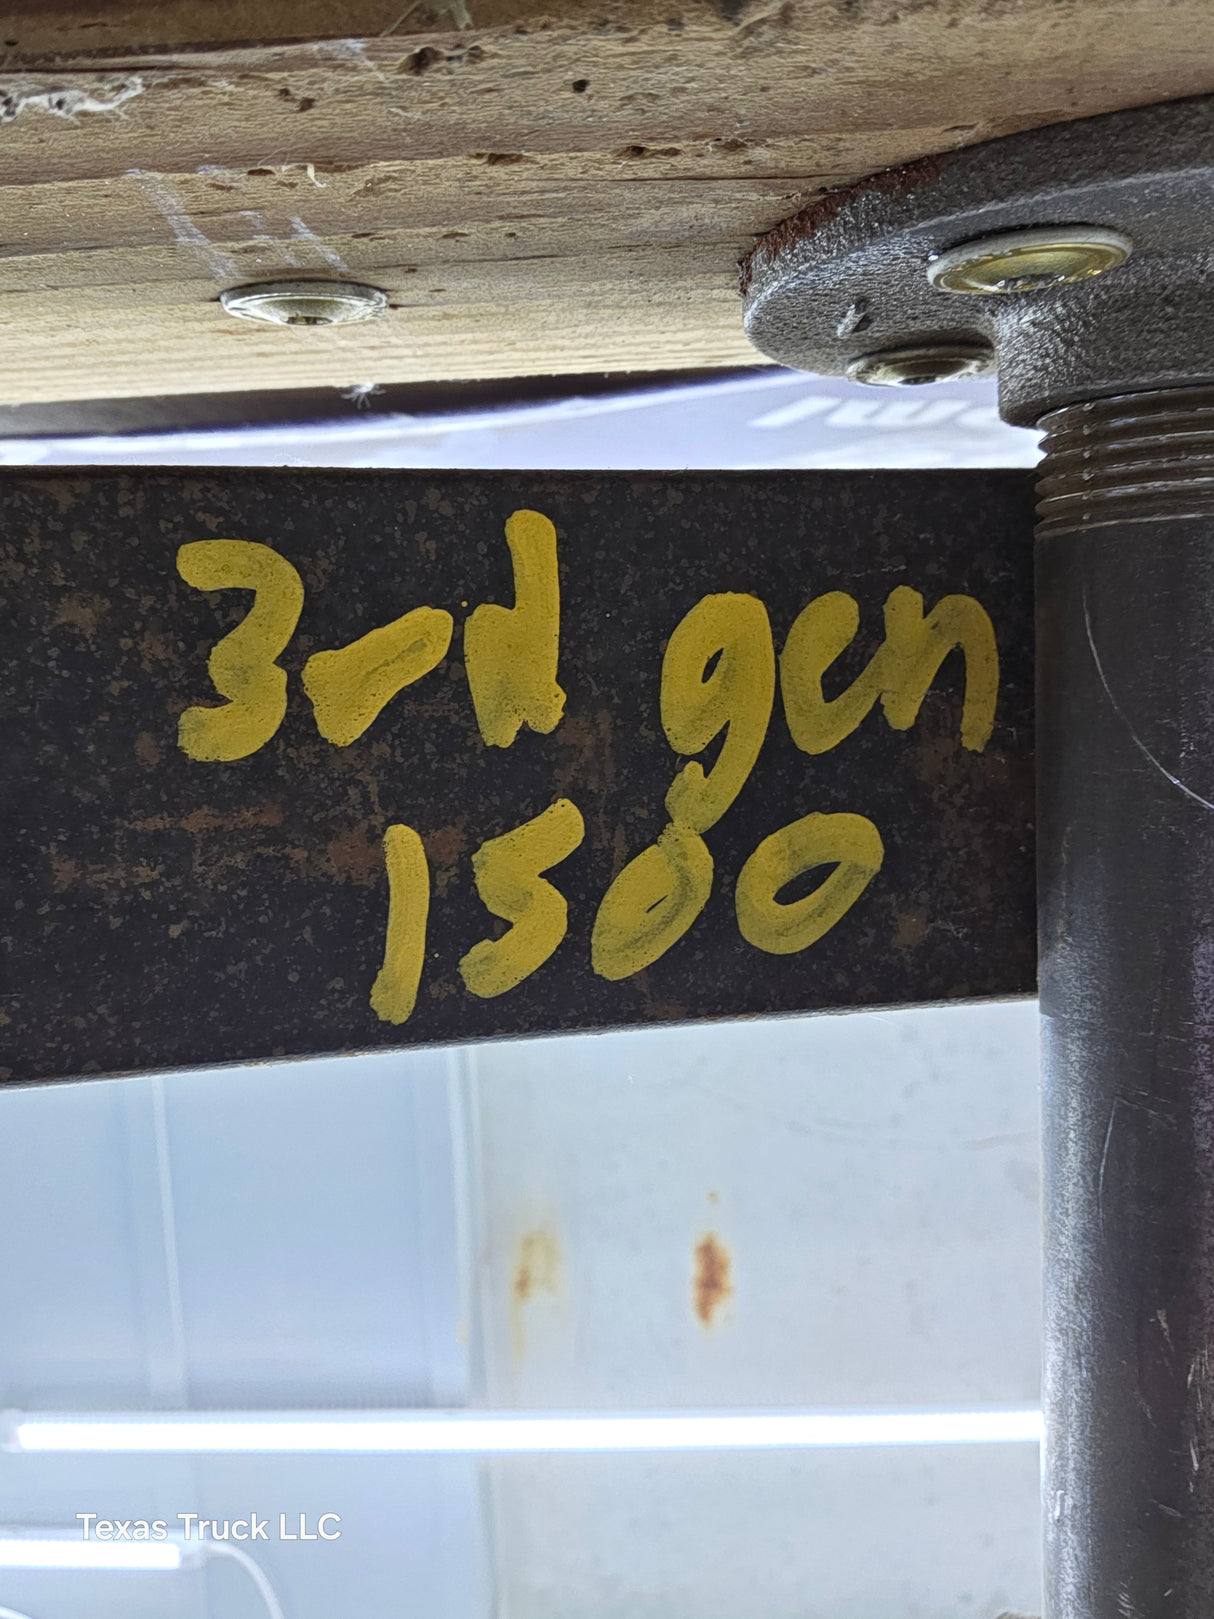 3rd gen
1500
Texas Truck LLC